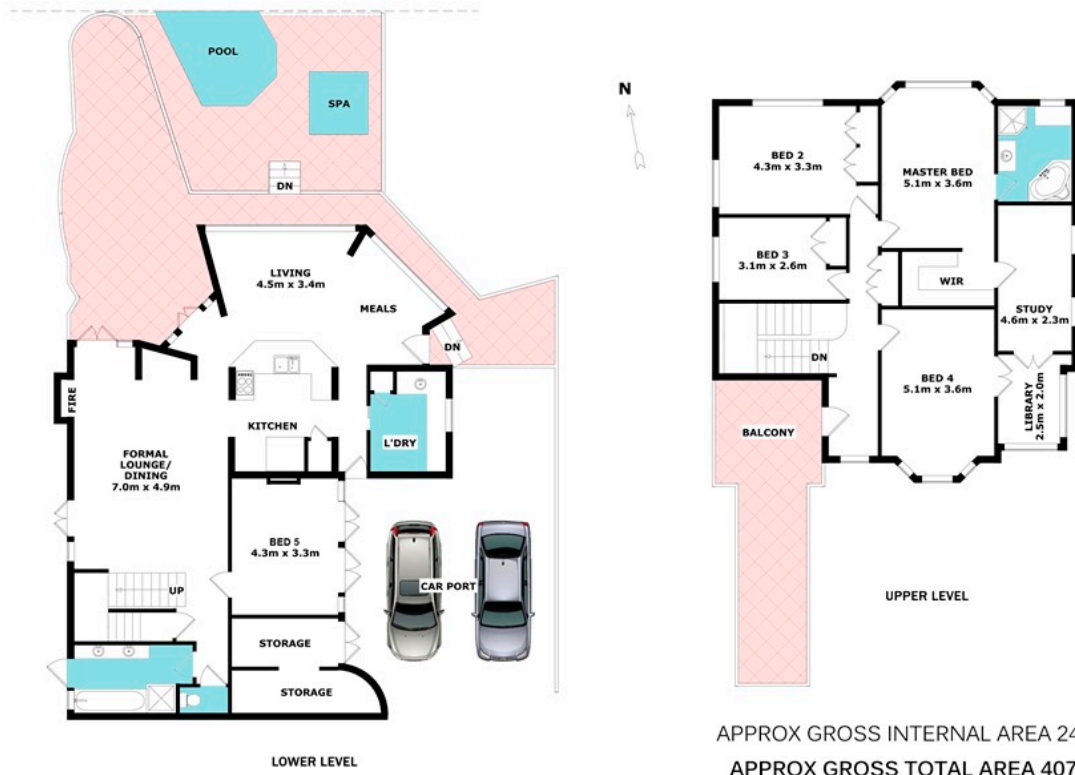 POOL
SPA
DN
LIVING
4.5m x 3.4m
MEALS
DN
FIRE
KITCHEN
L'DRY
FORMAL
LOUNGE/
DINING
7.0m x 4.9m
BED 5
4.3m x 3.3m
CAR PORT
UP
STORAGE
STORAGE
LOWER LEVEL
N
BED 2
4.3m x 3.3m
MASTER BED
5.1m x 3.6m
BED 3
3.1m x 2.6m
WIR
STUDY
4.6m x 2.3m
DN
BED 4
5.1m x 3.6m
LIBRARY
2.5m x 2.0m
BALCONY
UPPER LEVEL
APPROX GROSS INTERNAL AREA 24
APPROX GROSS TOTAL AREA 407